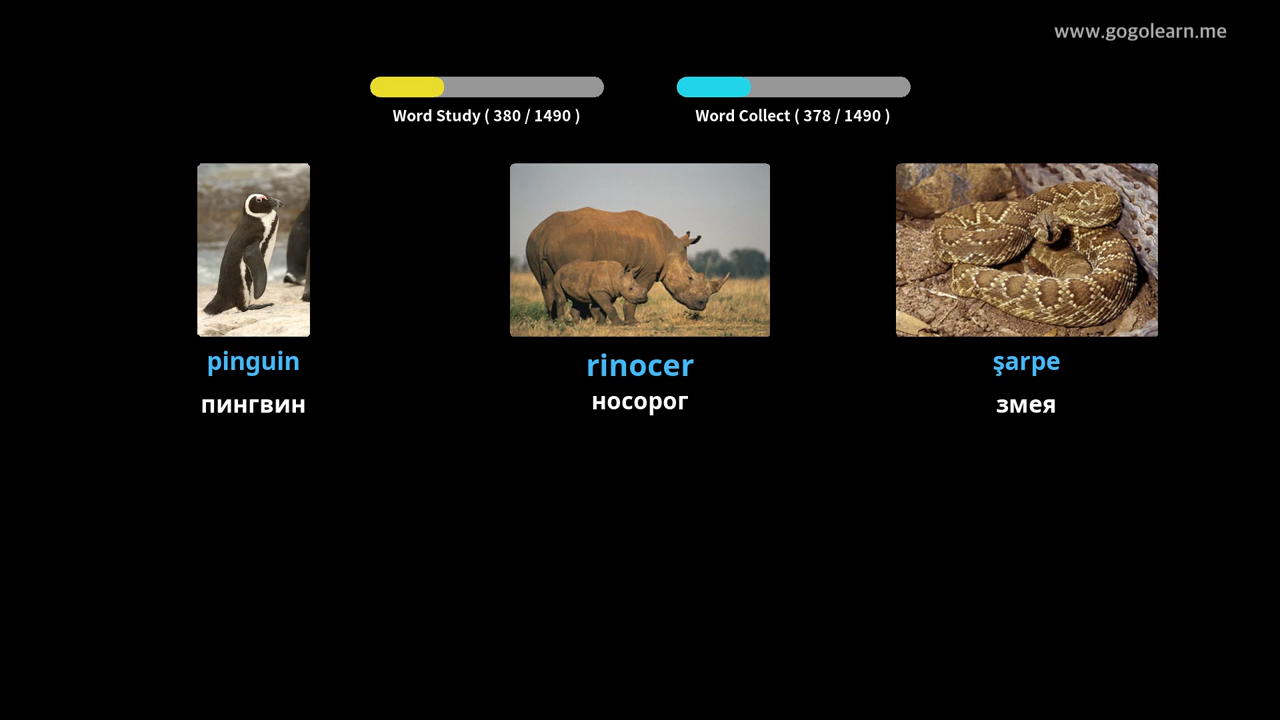 www.gogolearn.me
Word Study ( 380 / 1490 )
Word Collect ( 378 / 1490 )
pinguin
пингвин
rinocer
носорог
şarpe
змея